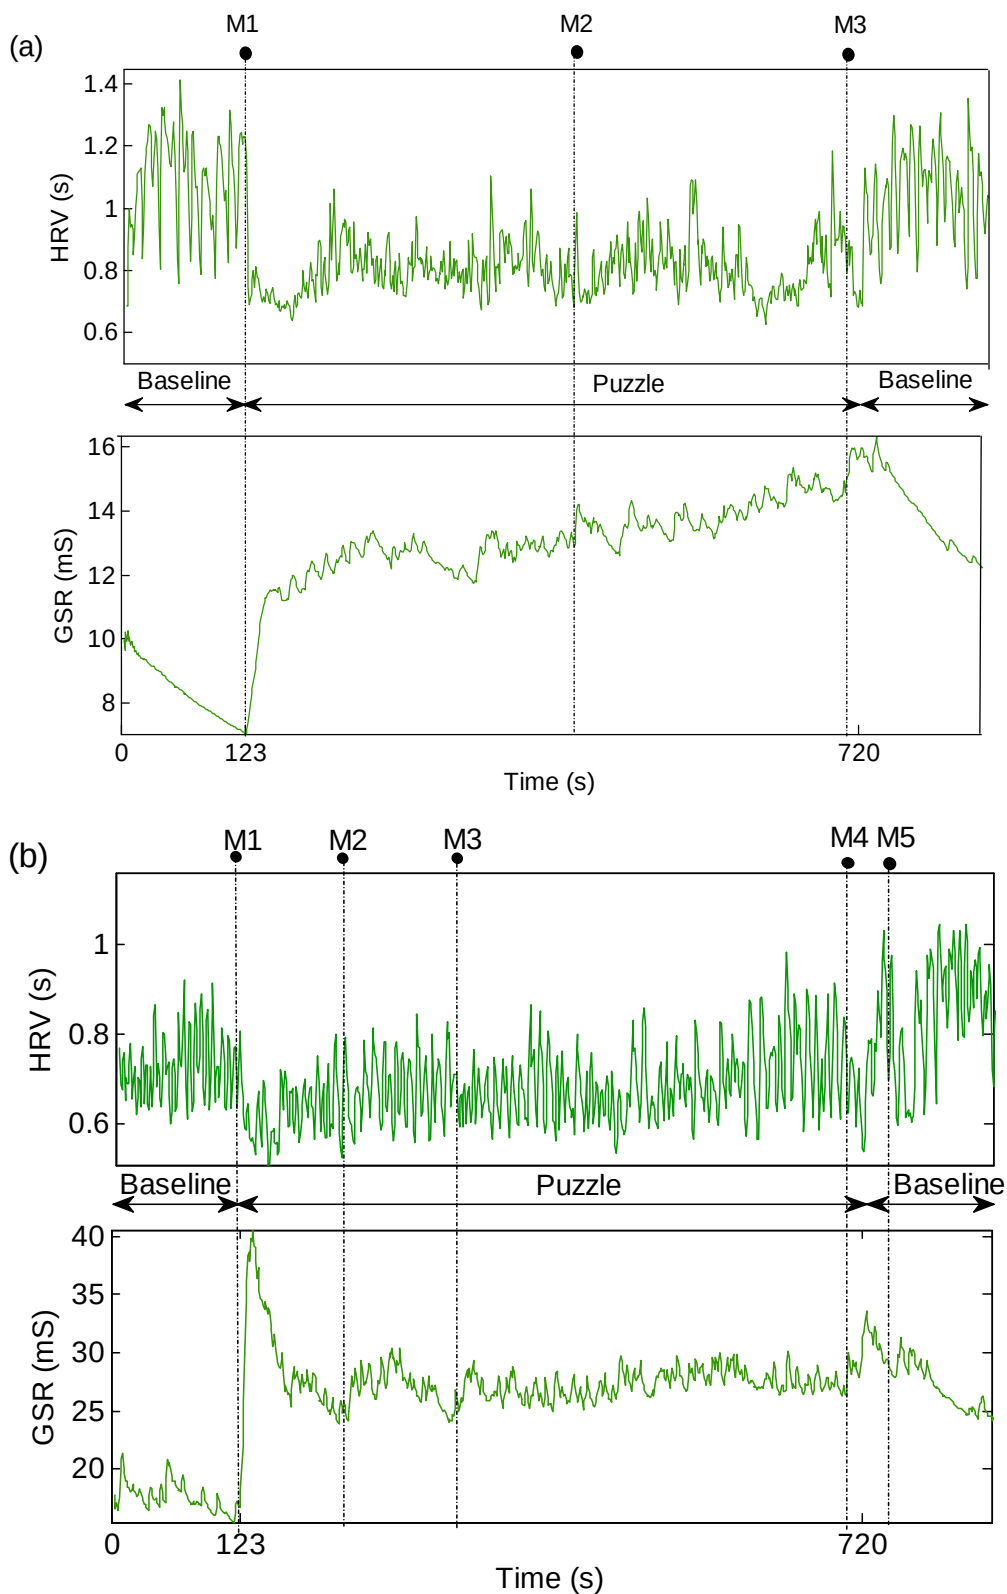 (a)
M1 M2 M3
HRV (s)
1.4
1.2
1
0.8
0.6
Baseline Puzzle Baseline
GSR (mS)
16
14
12
10
8
0 123 720
Time (s)
(b)
M1 M2 M3 M4 M5
HRV (s)
1
0.8
0.6
Baseline Puzzle Baseline
GSR (mS)
40
35
30
25
20
0 123 720
Time (s)